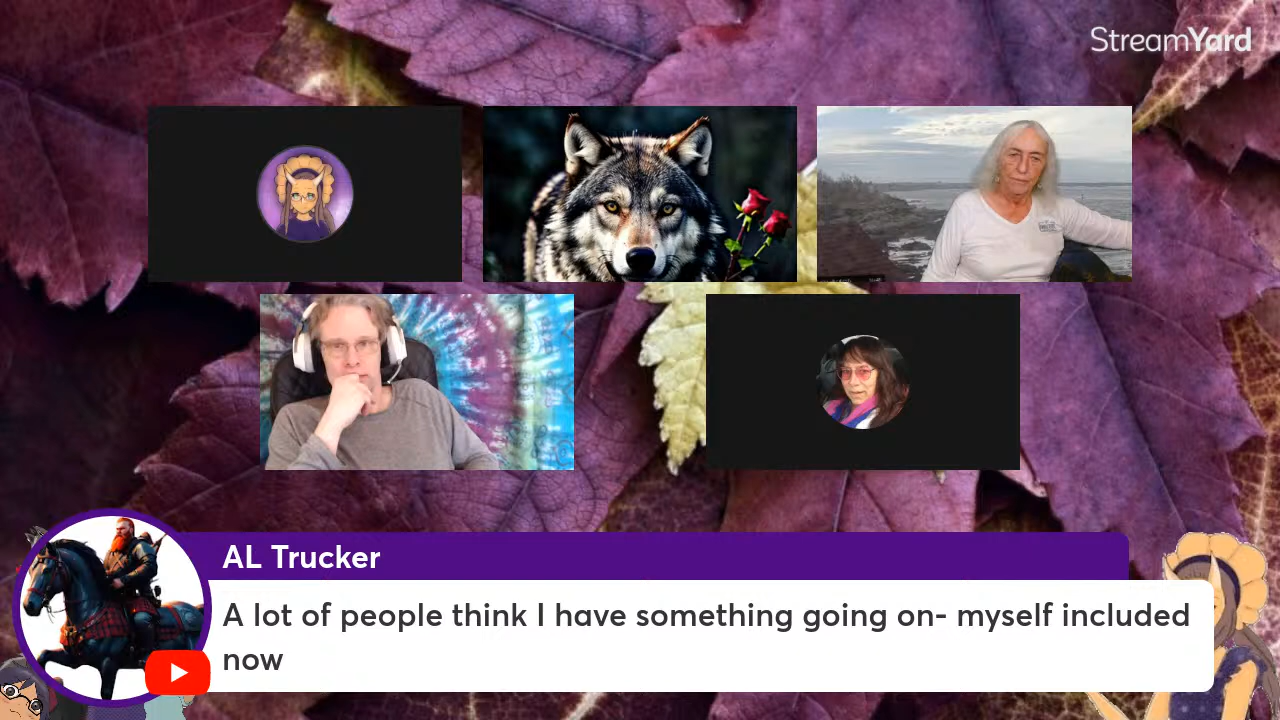 StreamYard
AL Trucker
A lot of people think I have something going on- myself included
now